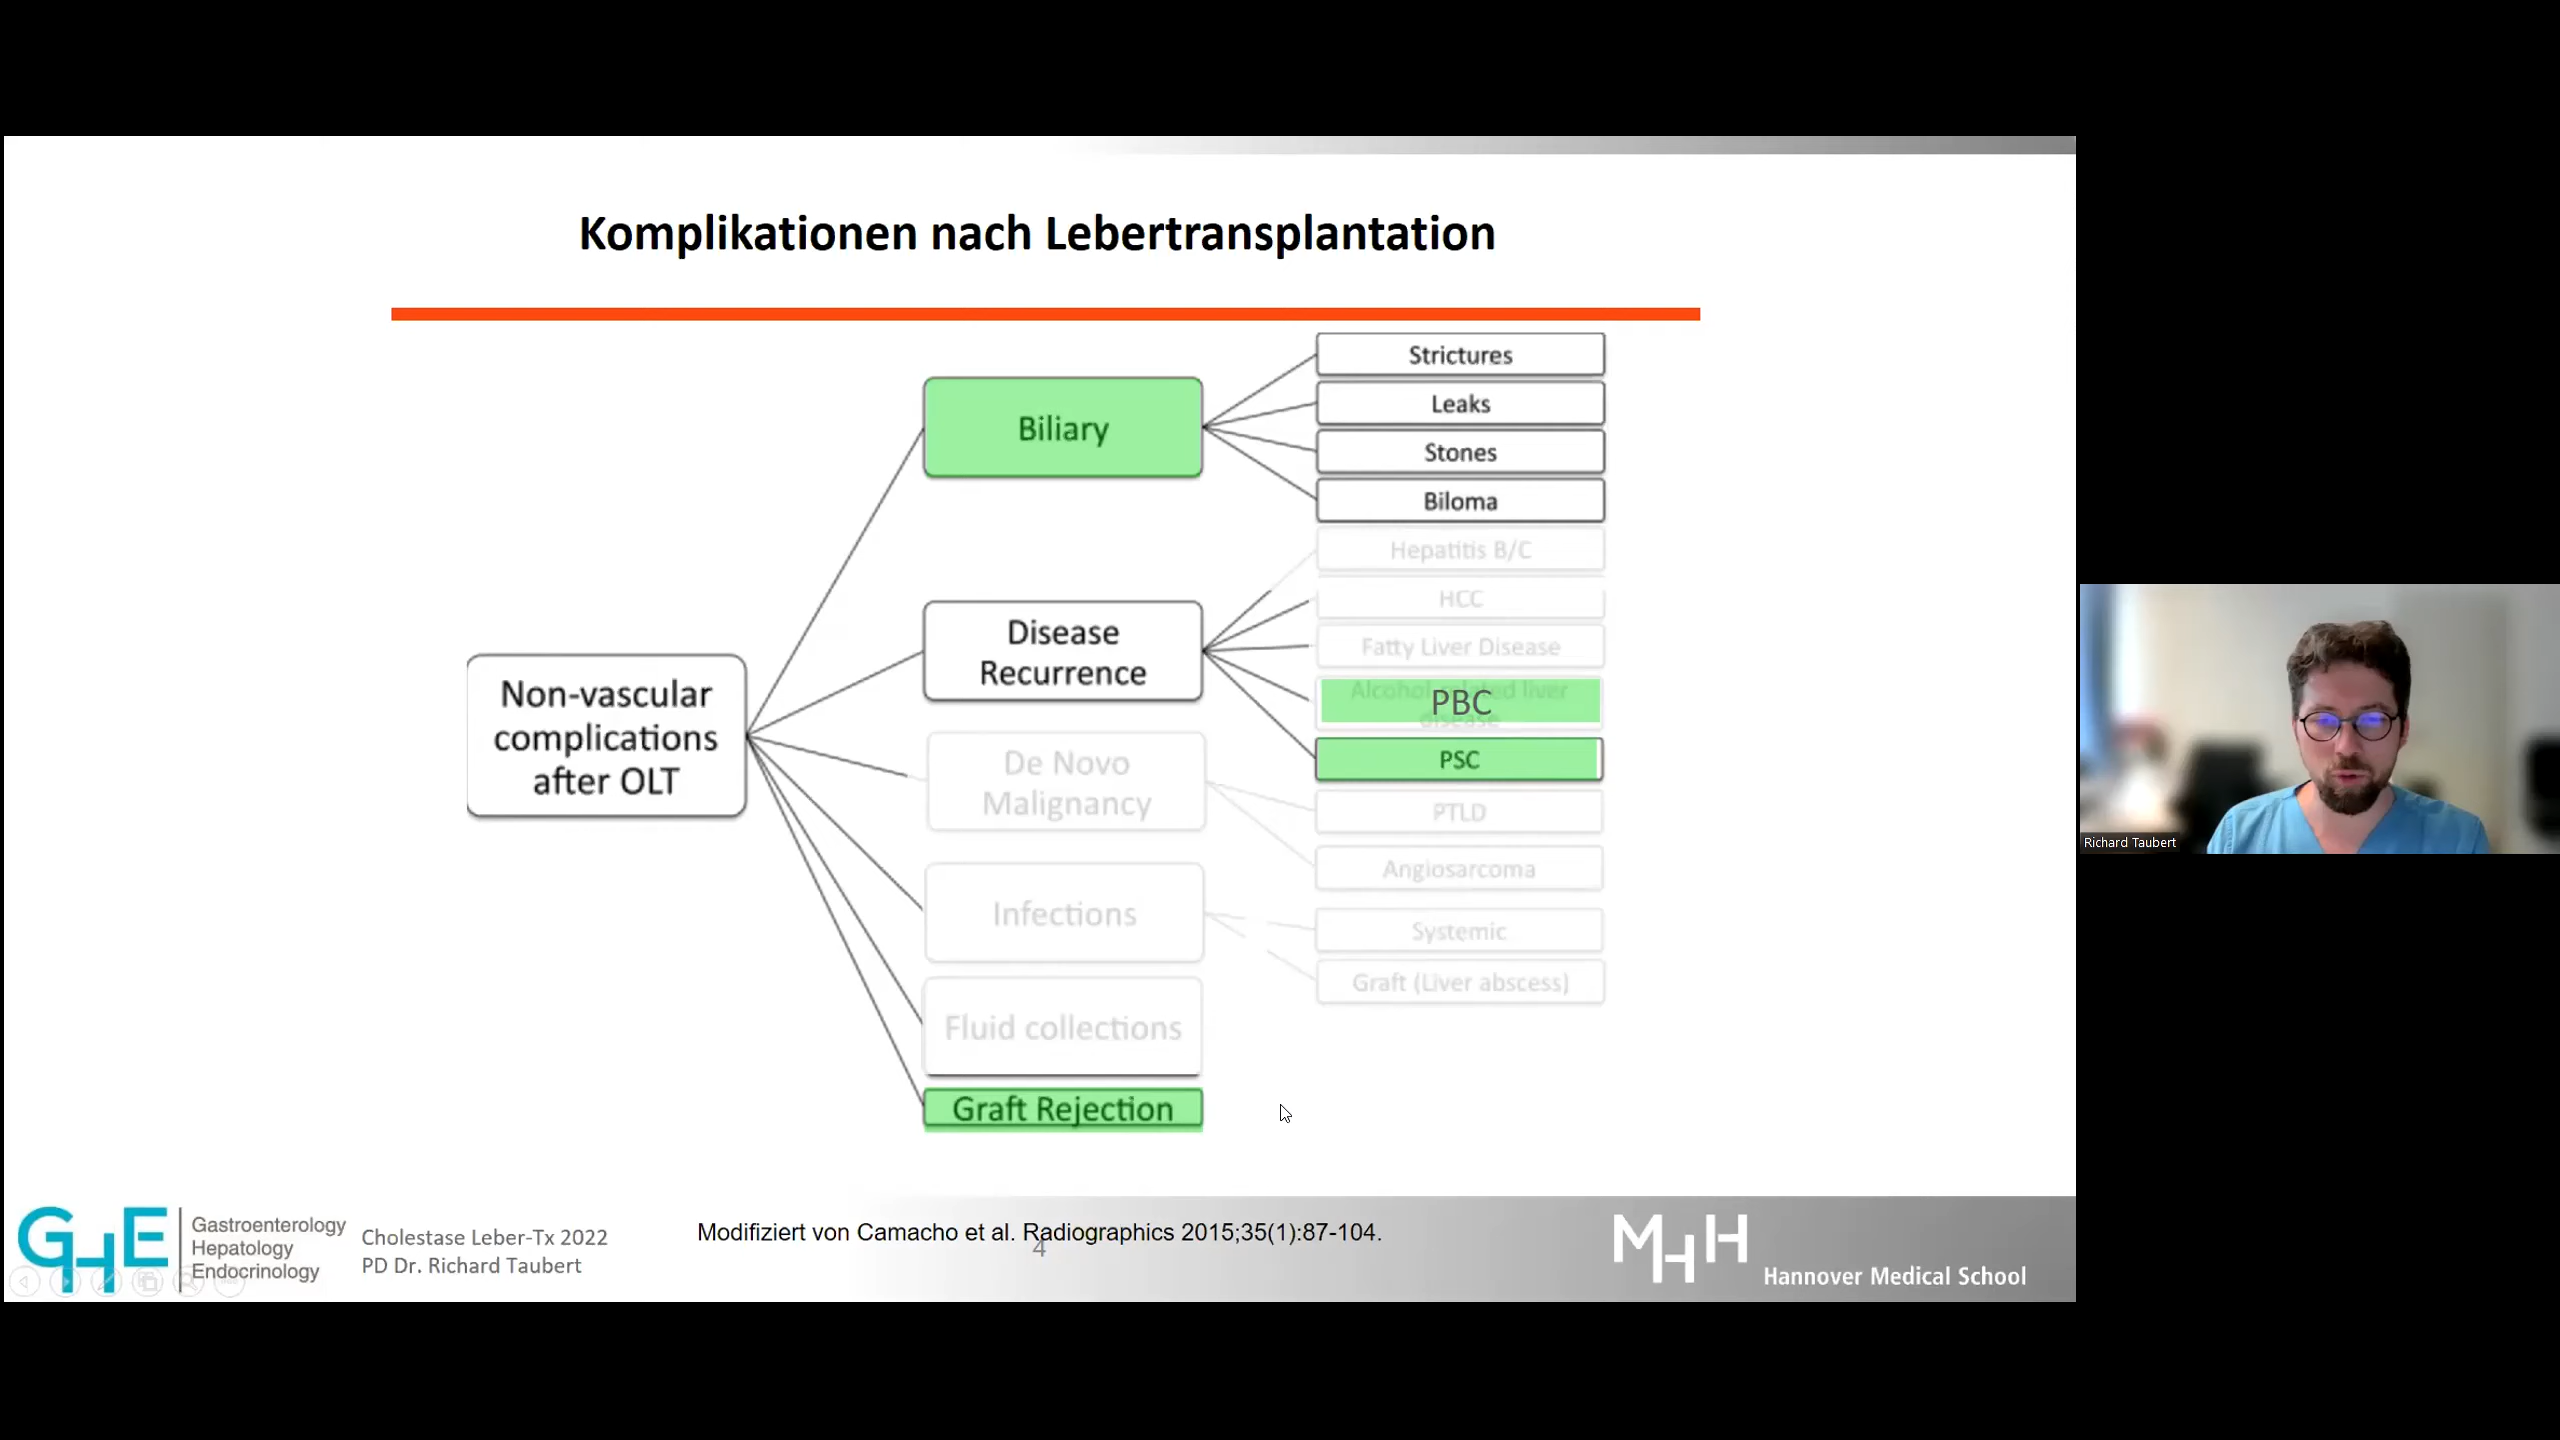 Komplikationen nach Lebertransplantation
Non-vascular
complications
after OLT
Biliary
Strictures
Leaks
Stones
Biloma
Disease
Recurrence
Hepatitis B/C
HCC
Fatty Liver Disease
Alcohol-related liver
disease
PBC
PSC
De Novo
Malignancy
PTLD
Angiosarcoma
Infections
Systemic
Graft (Liver abscess)
Fluid collections
Graft Rejection
GHE
Gastroenterology
Hepatology
Endocrinology
Cholestase Leber-Tx 2022
PD Dr. Richard Taubert
Modifiziert von Camacho et al. Radiographics 2015;35(1):87-104.
4
MHH
Hannover Medical School
Richard Taubert